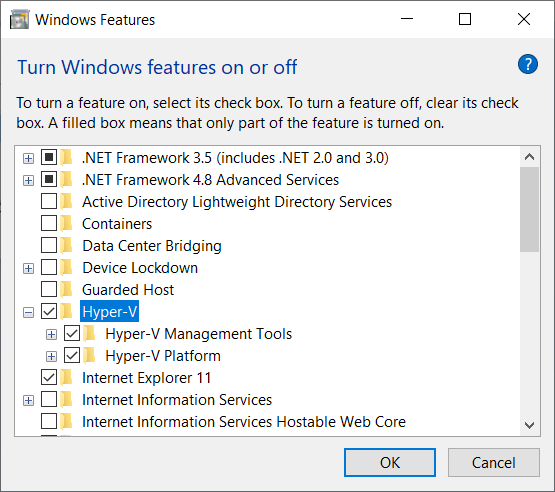 Windows Features
Turn Windows features on or off
?
To turn a feature on, select its check box. To turn a feature off, clear its check
box. A filled box means that only part of the feature is turned on.
.NET Framework 3.5 (includes .NET 2.0 and 3.0)
.NET Framework 4.8 Advanced Services
Active Directory Lightweight Directory Services
Containers
Data Center Bridging
Device Lockdown
Guarded Host
Hyper-V
Hyper-V Management Tools
Hyper-V Platform
Internet Explorer 11
Internet Information Services
Internet Information Services Hostable Web Core
OK
Cancel